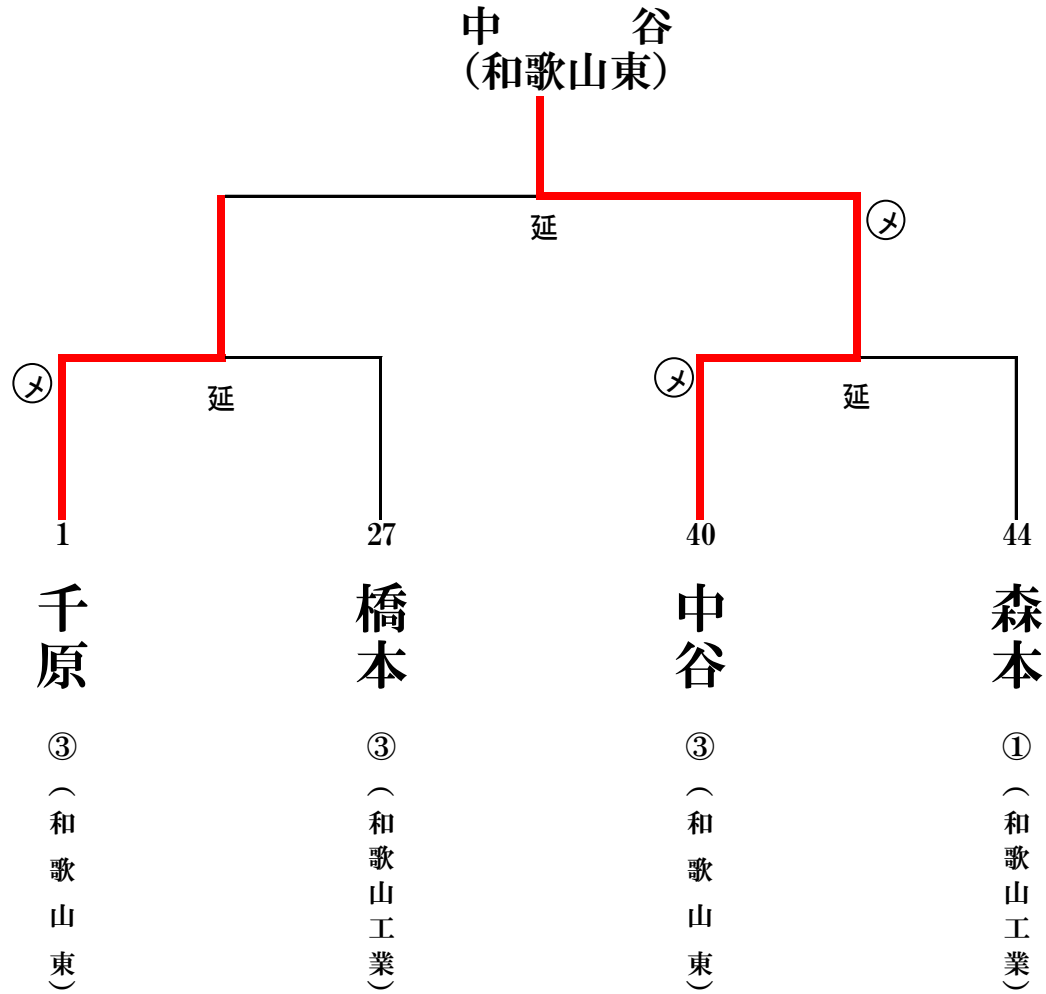 中 谷
（和歌山東）
延
メ
メ
延
メ
延
1
27
40
44
千原 ③ （和歌山東）
橋本 ③ （和歌山工業）
中谷 ③ （和歌山東）
森本 ① （和歌山工業）